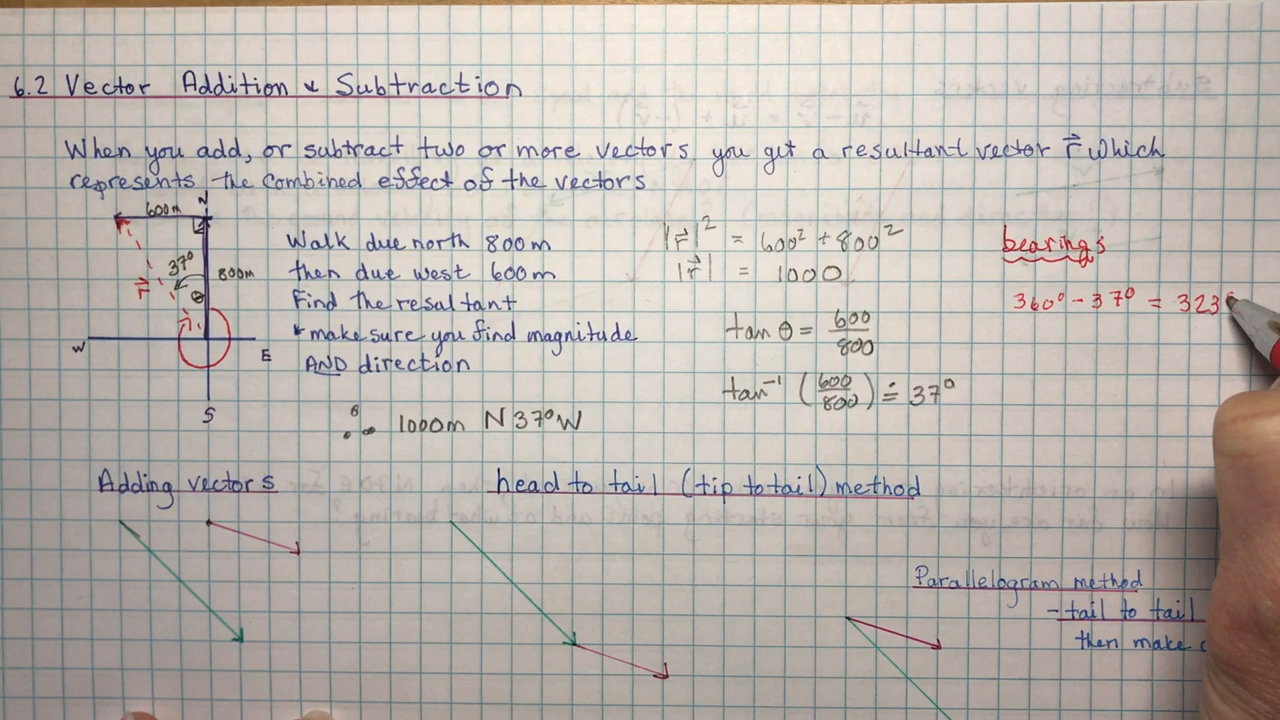 6.2 Vector Addition & Subtraction
When you add, or subtract two or more vectors you get a resultant vector r⃗ which
represents the combined effect of the vectors
N
600m
37°
800m
r⃗
θ
W
E
S
Walk due north 800m
then due west 600m
Find the resultant
* make sure you find magnitude
AND direction
∴ 1000m N37°W
|r⃗|² = 600² + 800²
|r⃗| = 1000
tan θ = 600/800
tan⁻¹ (600/800) ≐ 37°
bearings
360° - 37° = 323°
Adding vectors
head to tail (tip to tail) method
Parallelogram method
- tail to tail
then make